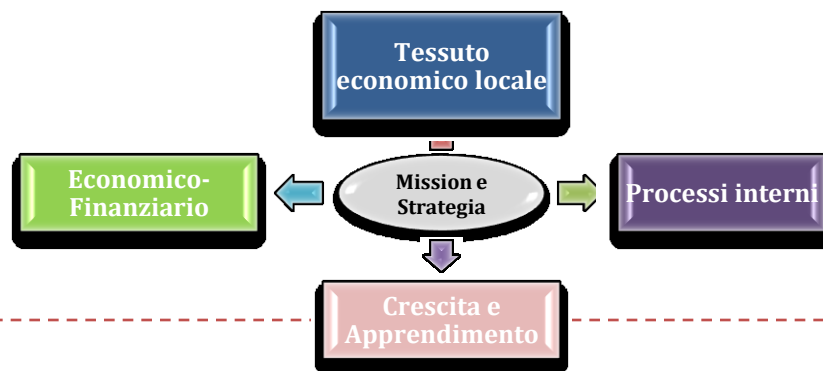 Tessuto
economico locale
Economico-
Finanziario
Mission e
Strategia
Processi interni
Crescita e
Apprendimento